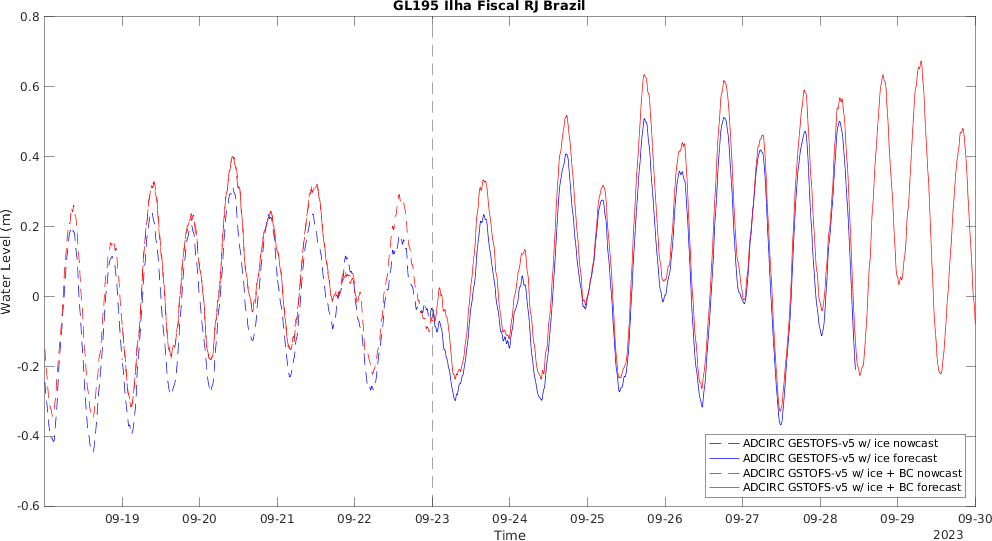 GL195 Ilha Fiscal RJ Brazil
Water Level (m)
0.8
0.6
0.4
0.2
0
-0.2
-0.4
-0.6
ADCIRC GESTOFS-v5 w/ ice nowcast
ADCIRC GESTOFS-v5 w/ ice forecast
ADCIRC GSTOFS-v5 w/ ice + BC nowcast
ADCIRC GSTOFS-v5 w/ ice + BC forecast
09-19 09-20 09-21 09-22 09-23 09-24 09-25 09-26 09-27 09-28 09-29 09-30
Time
2023